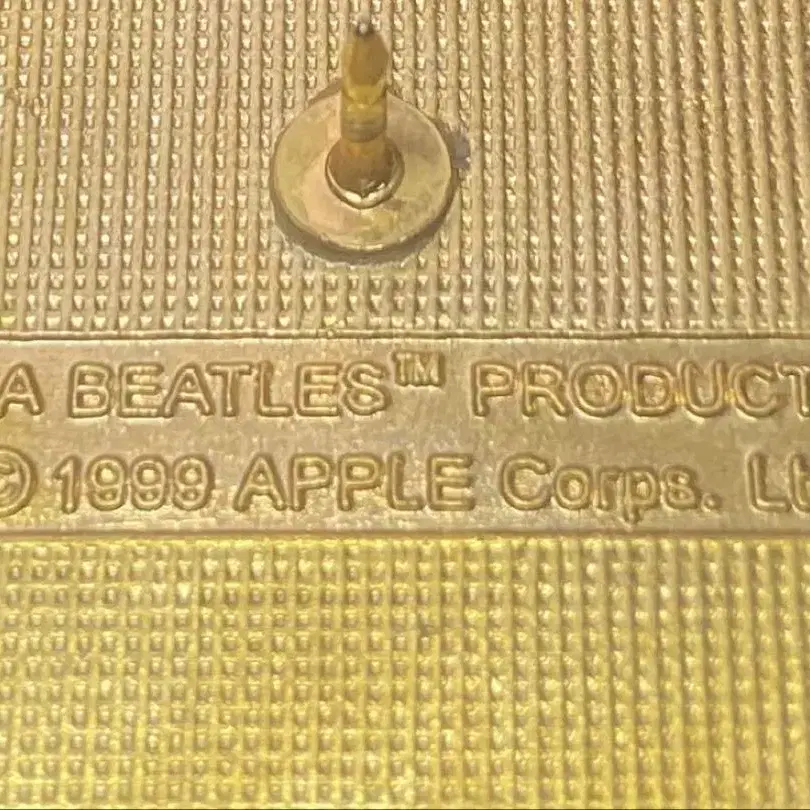 A BEATLES™ PRODUCT
© 1999 APPLE Corps. L